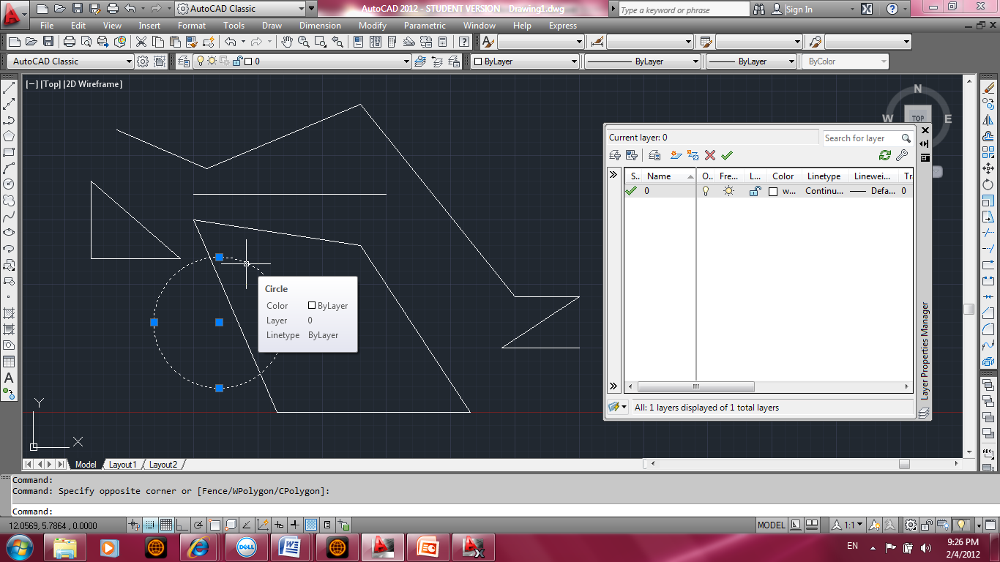 AutoCAD Classic
AutoCAD 2012 - STUDENT VERSION Drawing1.dwg
Type a keyword or phrase
Sign In
File Edit View Insert Format Tools Draw Dimension Modify Parametric Window Help Express
AutoCAD Classic
0
ByLayer
ByLayer
ByLayer
ByColor
[−] [Top] [2D Wireframe]
N
W TOP E
Current layer: 0
Search for layer
S.. Name O.. Fre... L... Color Linetype Linewei... Tr
0 w... Continu... Defa... 0
All: 1 layers displayed of 1 total layers
Layer Properties Manager
Circle
Color ByLayer
Layer 0
Linetype ByLayer
Y
X
Model Layout1 Layout2
Command:
Command: Specify opposite corner or [Fence/WPolygon/CPolygon]:
Command:
12.0569, 5.7864 , 0.0000
MODEL
1:1
DELL
EN
9:26 PM
2/4/2012